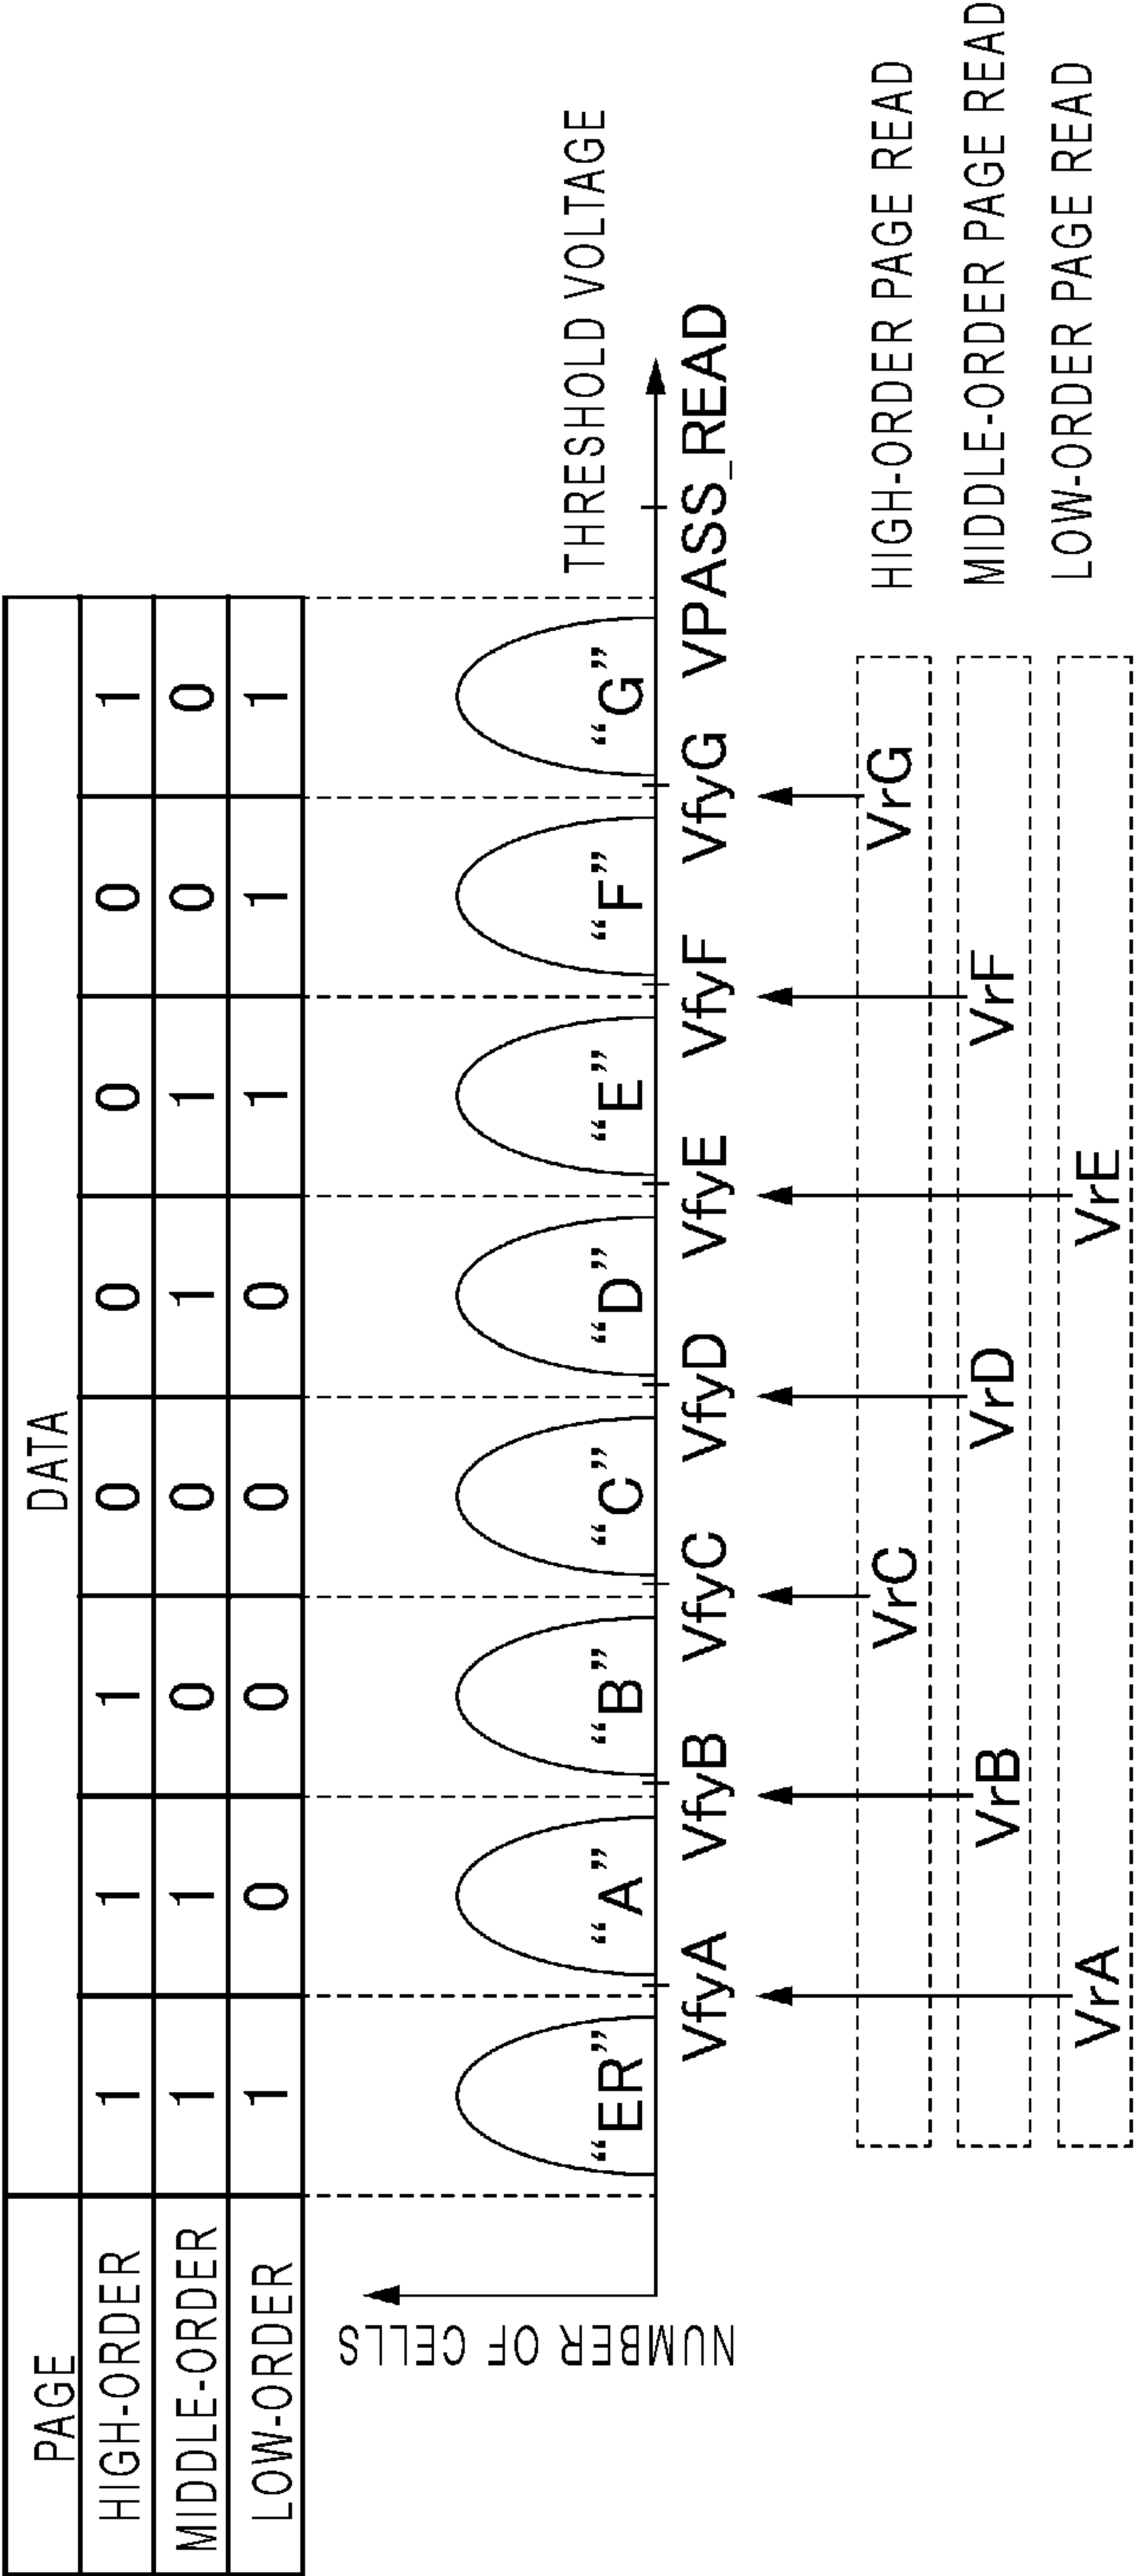 PAGE DATA
HIGH-ORDER 1 1 1 0 0 0 0 1
MIDDLE-ORDER 1 1 0 0 1 1 0 0
LOW-ORDER 1 0 0 0 0 1 1 1
NUMBER OF CELLS
THRESHOLD VOLTAGE
“ER” “A” “B” “C” “D” “E” “F” “G”
VfyA VfyB VfyC VfyD VfyE VfyF VfyG VPASS_READ
VrC VrG HIGH-ORDER PAGE READ
VrB VrD VrF MIDDLE-ORDER PAGE READ
VrA VrE LOW-ORDER PAGE READ